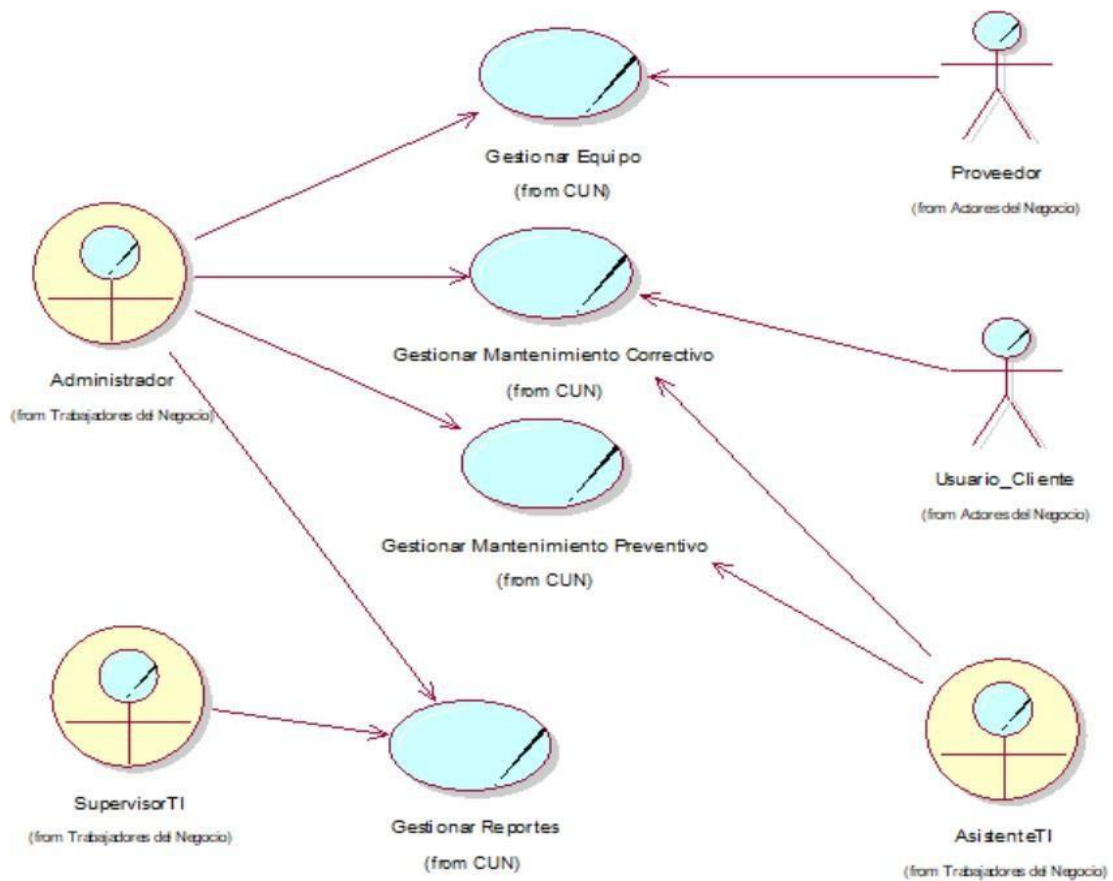 Gestionar Equipo
(from CUN)
Proveedor
(from Actores del Negocio)
Gestionar Mantenimiento Correctivo
(from CUN)
Administrador
(from Trabajadores del Negocio)
Usuario_Cliente
(from Actores del Negocio)
Gestionar Mantenimiento Preventivo
(from CUN)
SupervisorTI
(from Trabajadores del Negocio)
Gestionar Reportes
(from CUN)
AsistenteTI
(from Trabajadores del Negocio)